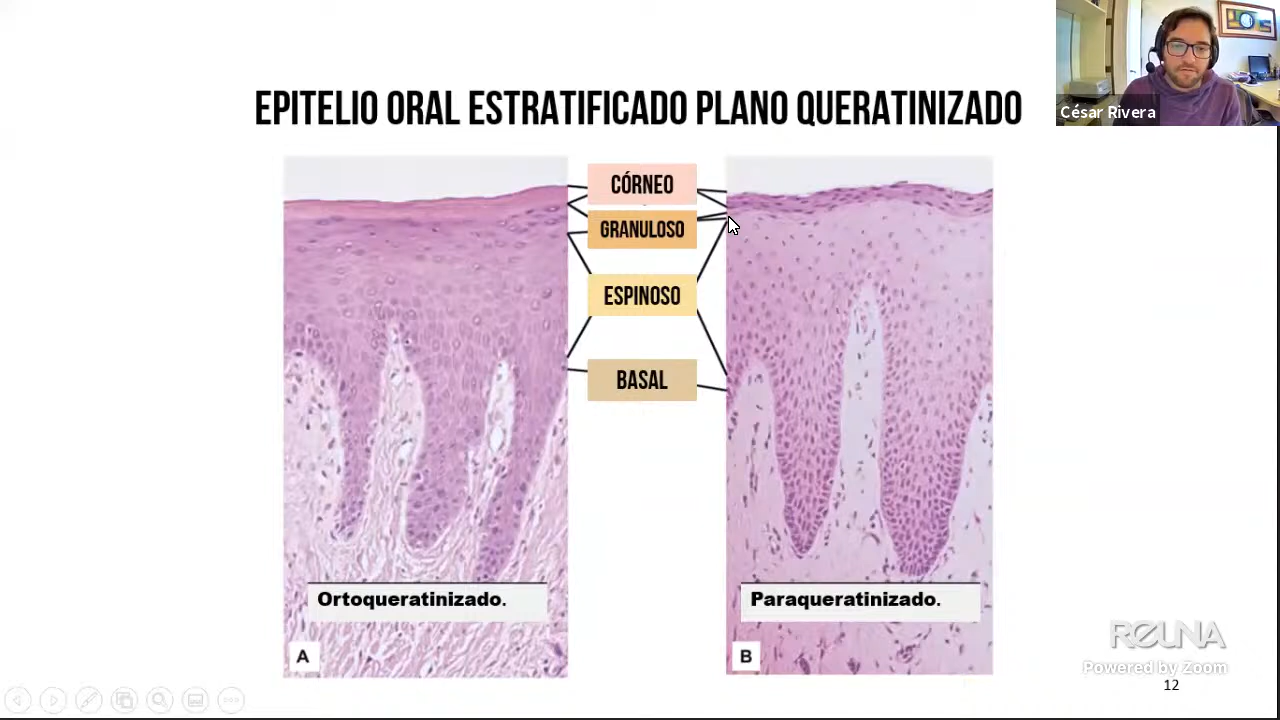 César Rivera
EPITELIO ORAL ESTRATIFICADO PLANO QUERATINIZADO
CÓRNEO
GRANULOSO
ESPINOSO
BASAL
Ortoqueratinizado.
Paraqueratinizado.
A
B
REUNA
Powered by Zoom
12